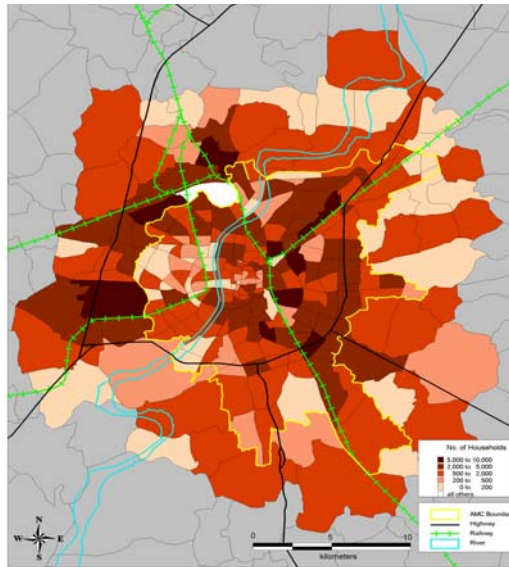 No. of Households
5,000 to 10,000
2,000 to 5,000
500 to 2,000
200 to 500
0 to 200
all others
AMC Boundary
Highway
Railway
River
N
W E
S
0 5 10
kilometers